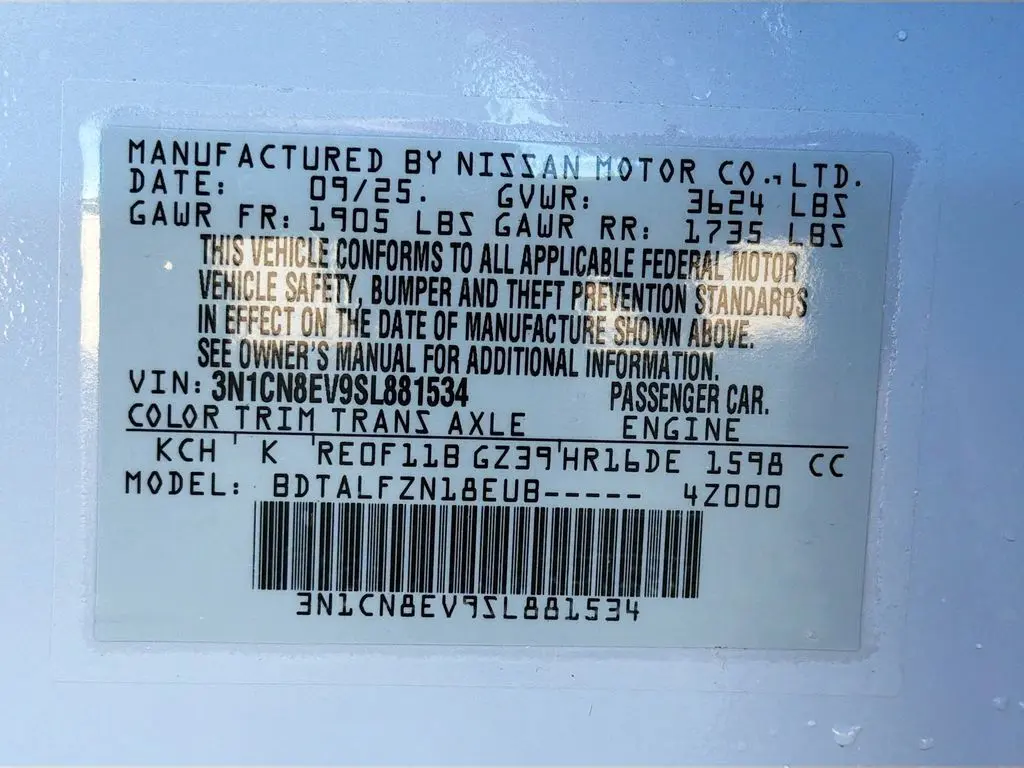 MANUFACTURED BY NISSAN MOTOR CO., LTD.
DATE: 09/25. GVWR: 3624 LBS
GAWR FR: 1905 LBS GAWR RR: 1735 LBS
THIS VEHICLE CONFORMS TO ALL APPLICABLE FEDERAL MOTOR
VEHICLE SAFETY, BUMPER AND THEFT PREVENTION STANDARDS
IN EFFECT ON THE DATE OF MANUFACTURE SHOWN ABOVE.
SEE OWNER'S MANUAL FOR ADDITIONAL INFORMATION.
VIN: 3N1CN8EV9SL881534 PASSENGER CAR.
COLOR TRIM TRANS AXLE ENGINE
KCH ' K 'RE0F11B GZ39'HR16DE 1598 CC
MODEL: BDTALFZN18EUB----- 4Z000
3N1CN8EV9SL881534